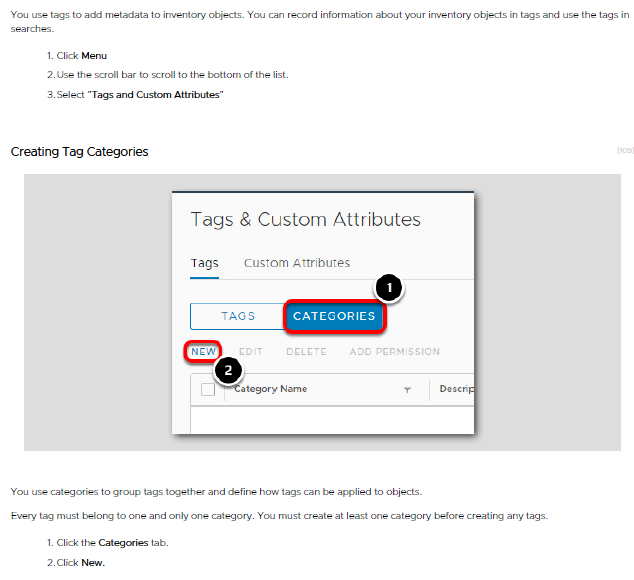 You use tags to add metadata to inventory objects. You can record information about your inventory objects in tags and use the tags in
searches.
1. Click Menu
2. Use the scroll bar to scroll to the bottom of the list.
3. Select "Tags and Custom Attributes"
Creating Tag Categories
[109]
Tags & Custom Attributes
Tags Custom Attributes
1
TAGS CATEGORIES
NEW EDIT DELETE ADD PERMISSION
2
Category Name Descrip
You use categories to group tags together and define how tags can be applied to objects.
Every tag must belong to one and only one category. You must create at least one category before creating any tags.
1. Click the Categories tab.
2. Click New.